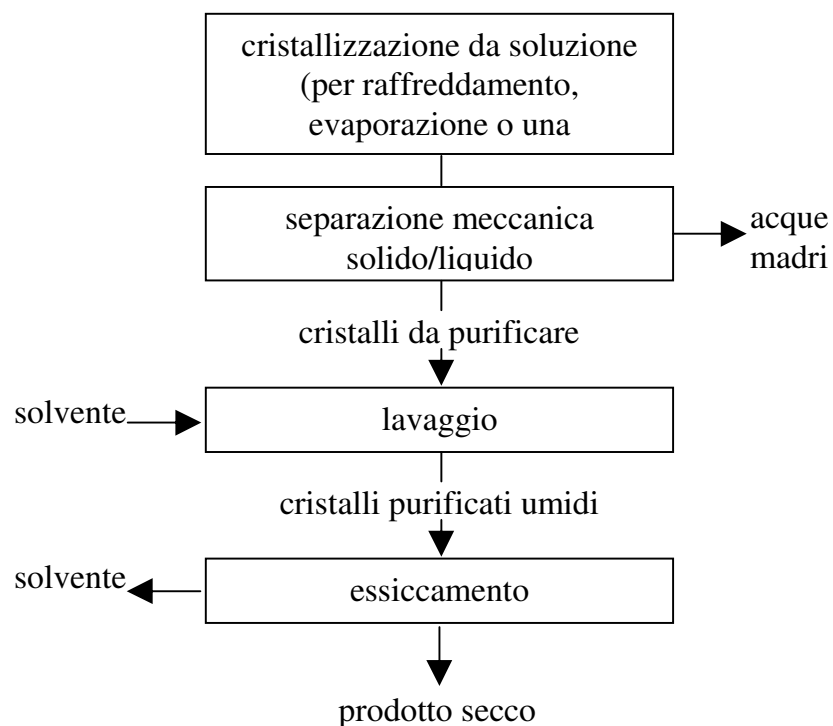 cristallizzazione da soluzione
(per raffreddamento,
evaporazione o una
separazione meccanica
solido/liquido
acque
madri
cristalli da purificare
solvente
lavaggio
cristalli purificati umidi
solvente
essiccamento
prodotto secco